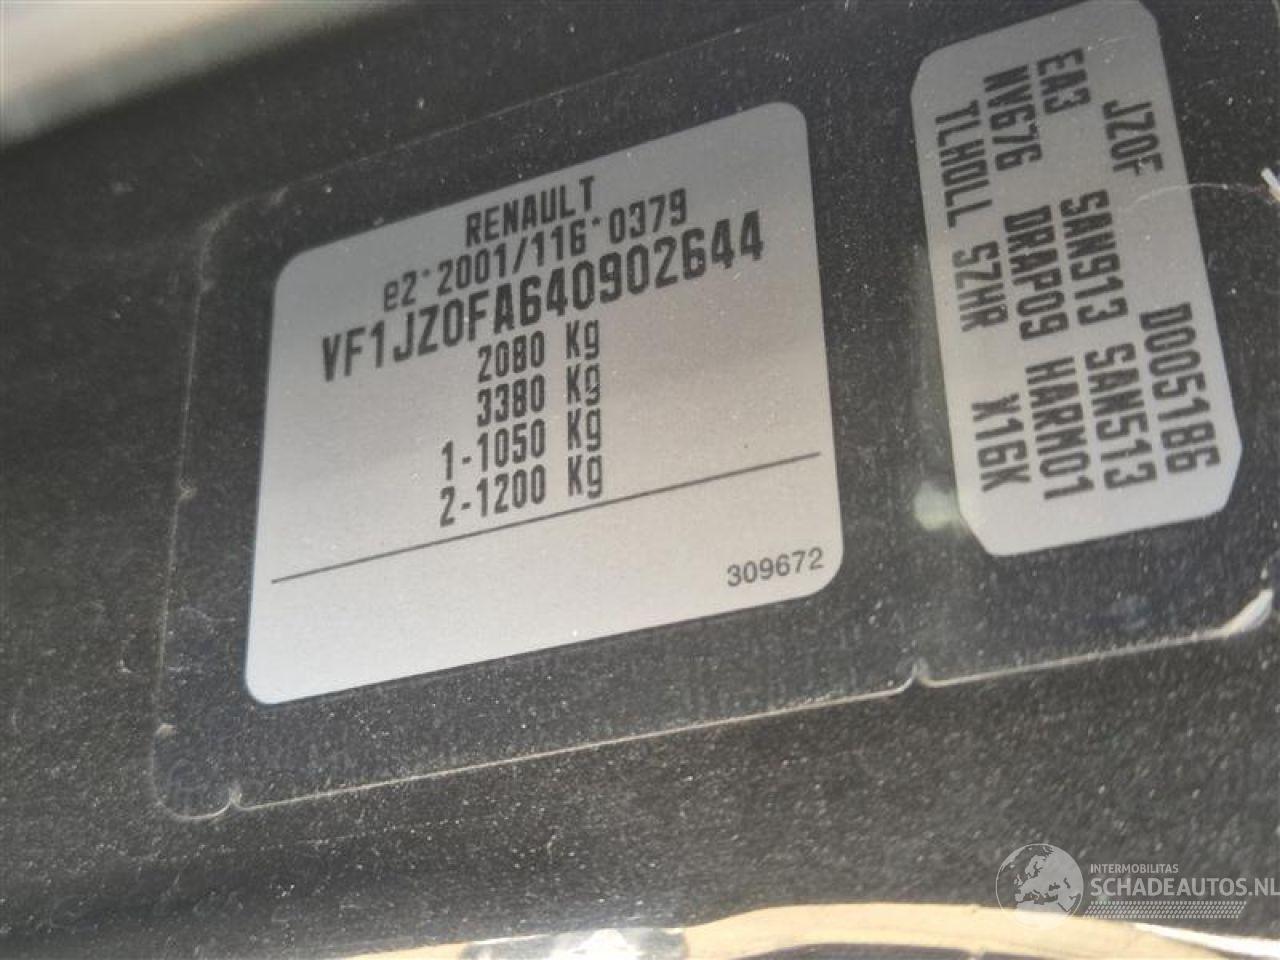 RENAULT
e2*2001/116*0379
VF1JZ0FA640902644
2080 Kg
3380 Kg
1-1050 Kg
2-1200 Kg
309672
JZ0F D005186
EA3 SAN913 SAN513
NV676 DRAP09 HARM01
TLHOLL SZHR X16K
INTERMOBILITAS
SCHADEAUTOS.NL